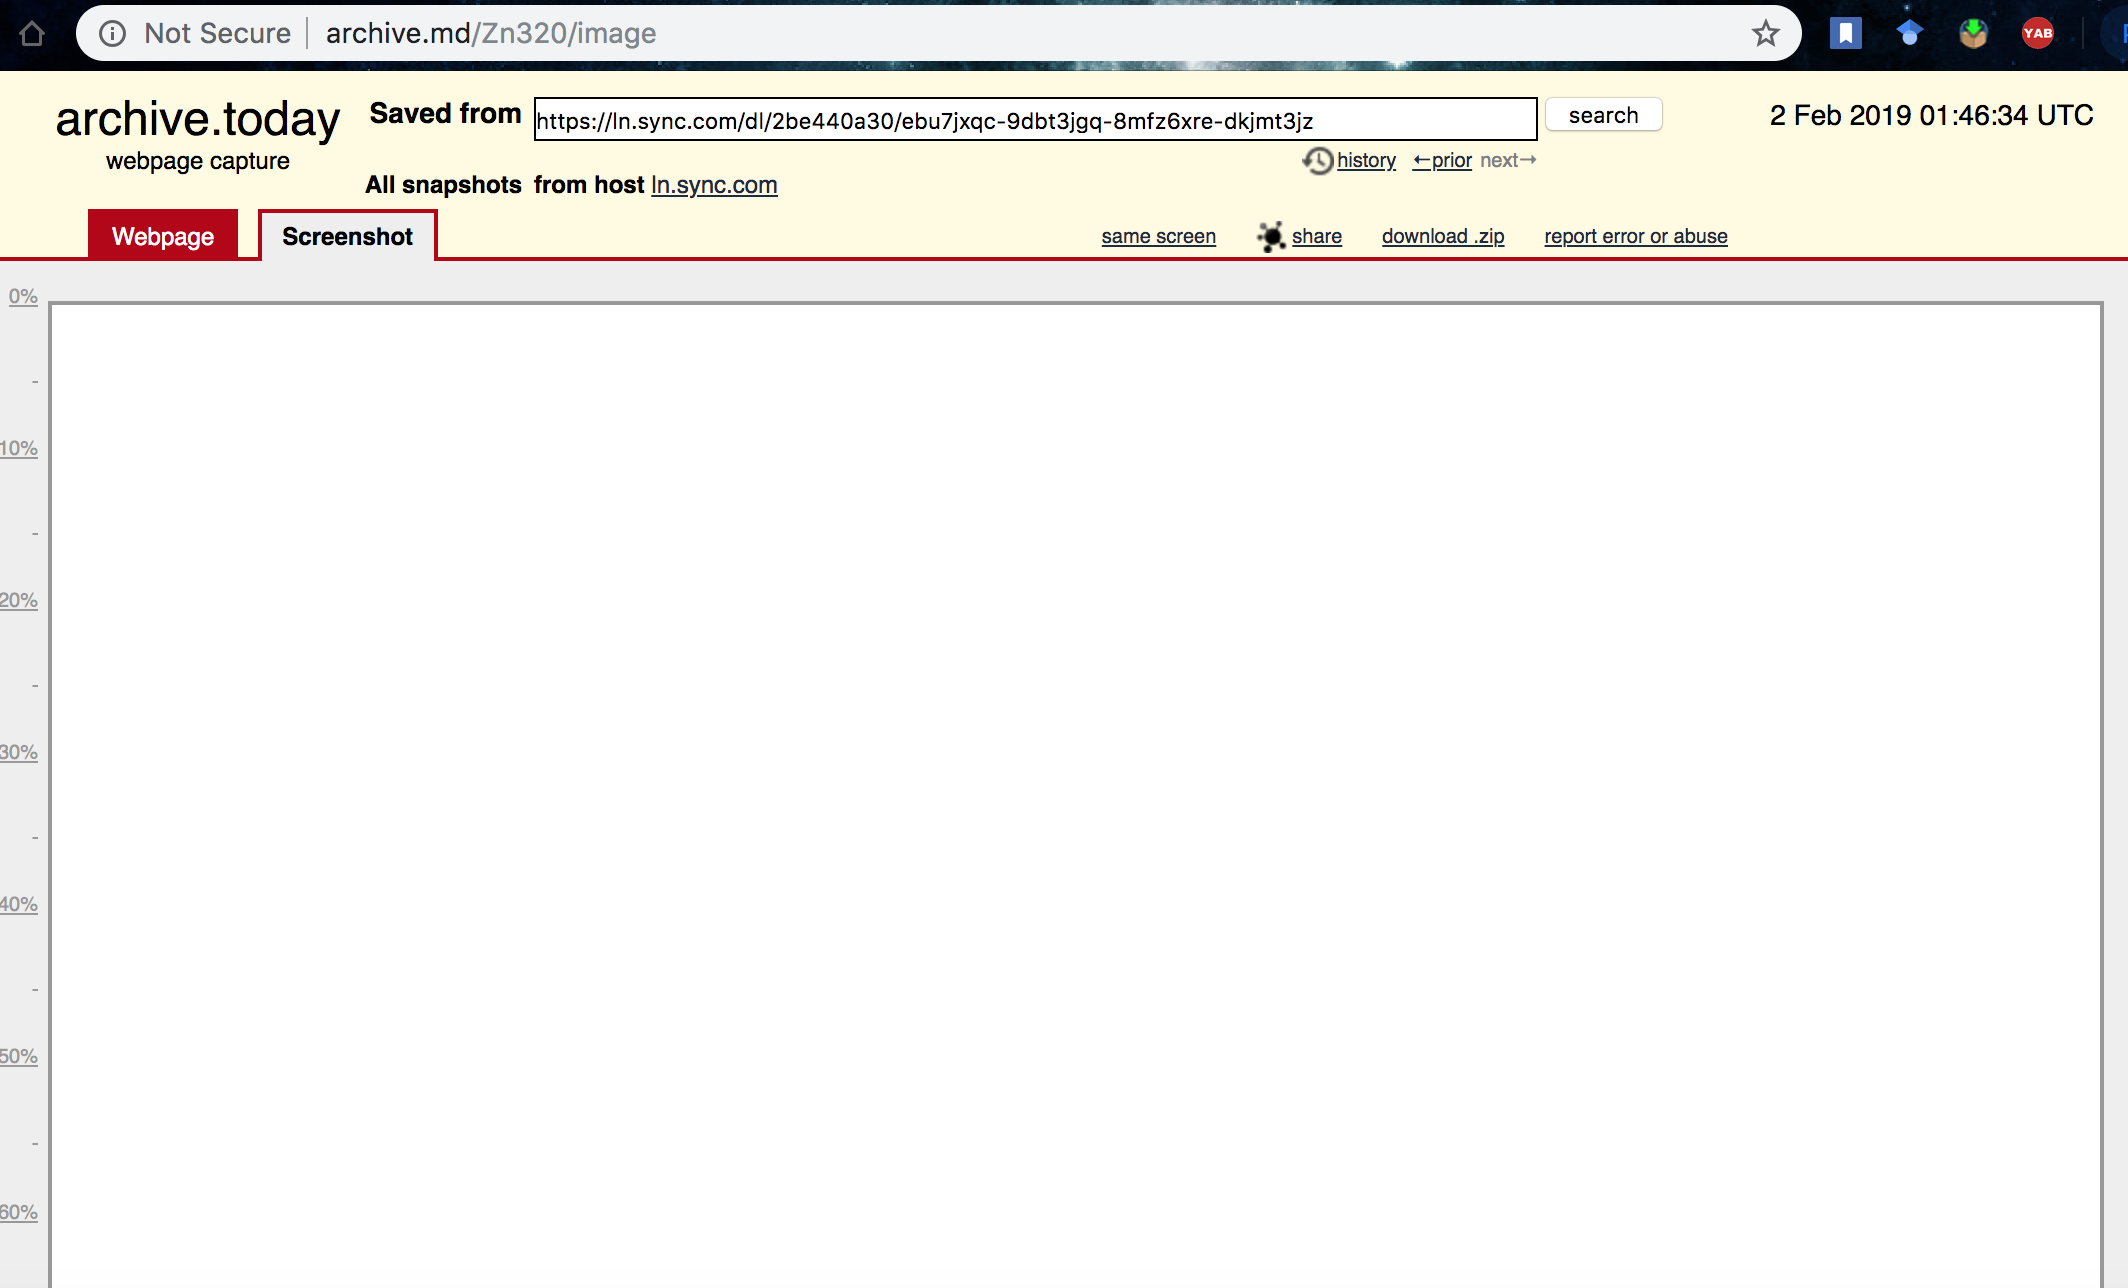 Not Secure archive.md/Zn320/image
YAB
archive.today
webpage capture
Saved from https://ln.sync.com/dl/2be440a30/ebu7jxqc-9dbt3jgq-8mfz6xre-dkjmt3jz search 2 Feb 2019 01:46:34 UTC
history ←prior next→
All snapshots from host ln.sync.com
Webpage Screenshot same screen share download .zip report error or abuse
0%
-
10%
-
20%
-
30%
-
40%
-
50%
-
60%